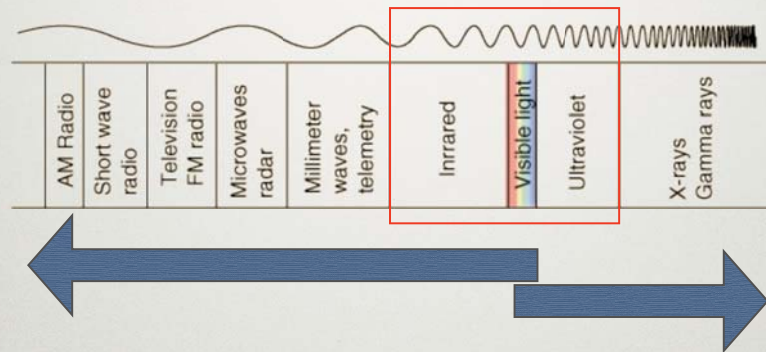 AM Radio
Short wave
radio
Television
FM radio
Microwaves
radar
Millimeter
waves,
telemetry
Inrrared
Visible light
Ultraviolet
X-rays
Gamma rays